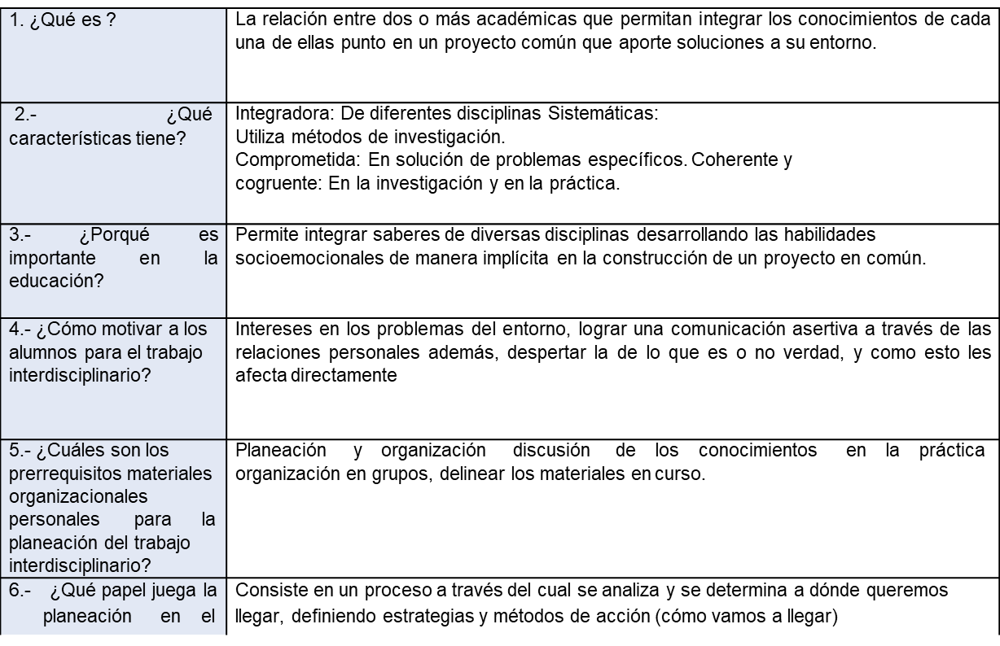 1. ¿Qué es ?
La relación entre dos o más académicas que permitan integrar los conocimientos de cada
una de ellas punto en un proyecto común que aporte soluciones a su entorno.
2.- ¿Qué
características tiene?
Integradora: De diferentes disciplinas Sistemáticas:
Utiliza métodos de investigación.
Comprometida: En solución de problemas específicos. Coherente y
cogruente: En la investigación y en la práctica.
3.- ¿Porqué es
importante en la
educación?
Permite integrar saberes de diversas disciplinas desarrollando las habilidades
socioemocionales de manera implícita en la construcción de un proyecto en común.
4.- ¿Cómo motivar a los
alumnos para el trabajo
interdisciplinario?
Intereses en los problemas del entorno, lograr una comunicación asertiva a través de las
relaciones personales además, despertar la de lo que es o no verdad, y como esto les
afecta directamente
5.- ¿Cuáles son los
prerrequisitos materiales
organizacionales
personales para la
planeación del trabajo
interdisciplinario?
Planeación y organización discusión de los conocimientos en la práctica
organización en grupos, delinear los materiales en curso.
6.- ¿Qué papel juega la
planeación en el
Consiste en un proceso a través del cual se analiza y se determina a dónde queremos
llegar, definiendo estrategias y métodos de acción (cómo vamos a llegar)